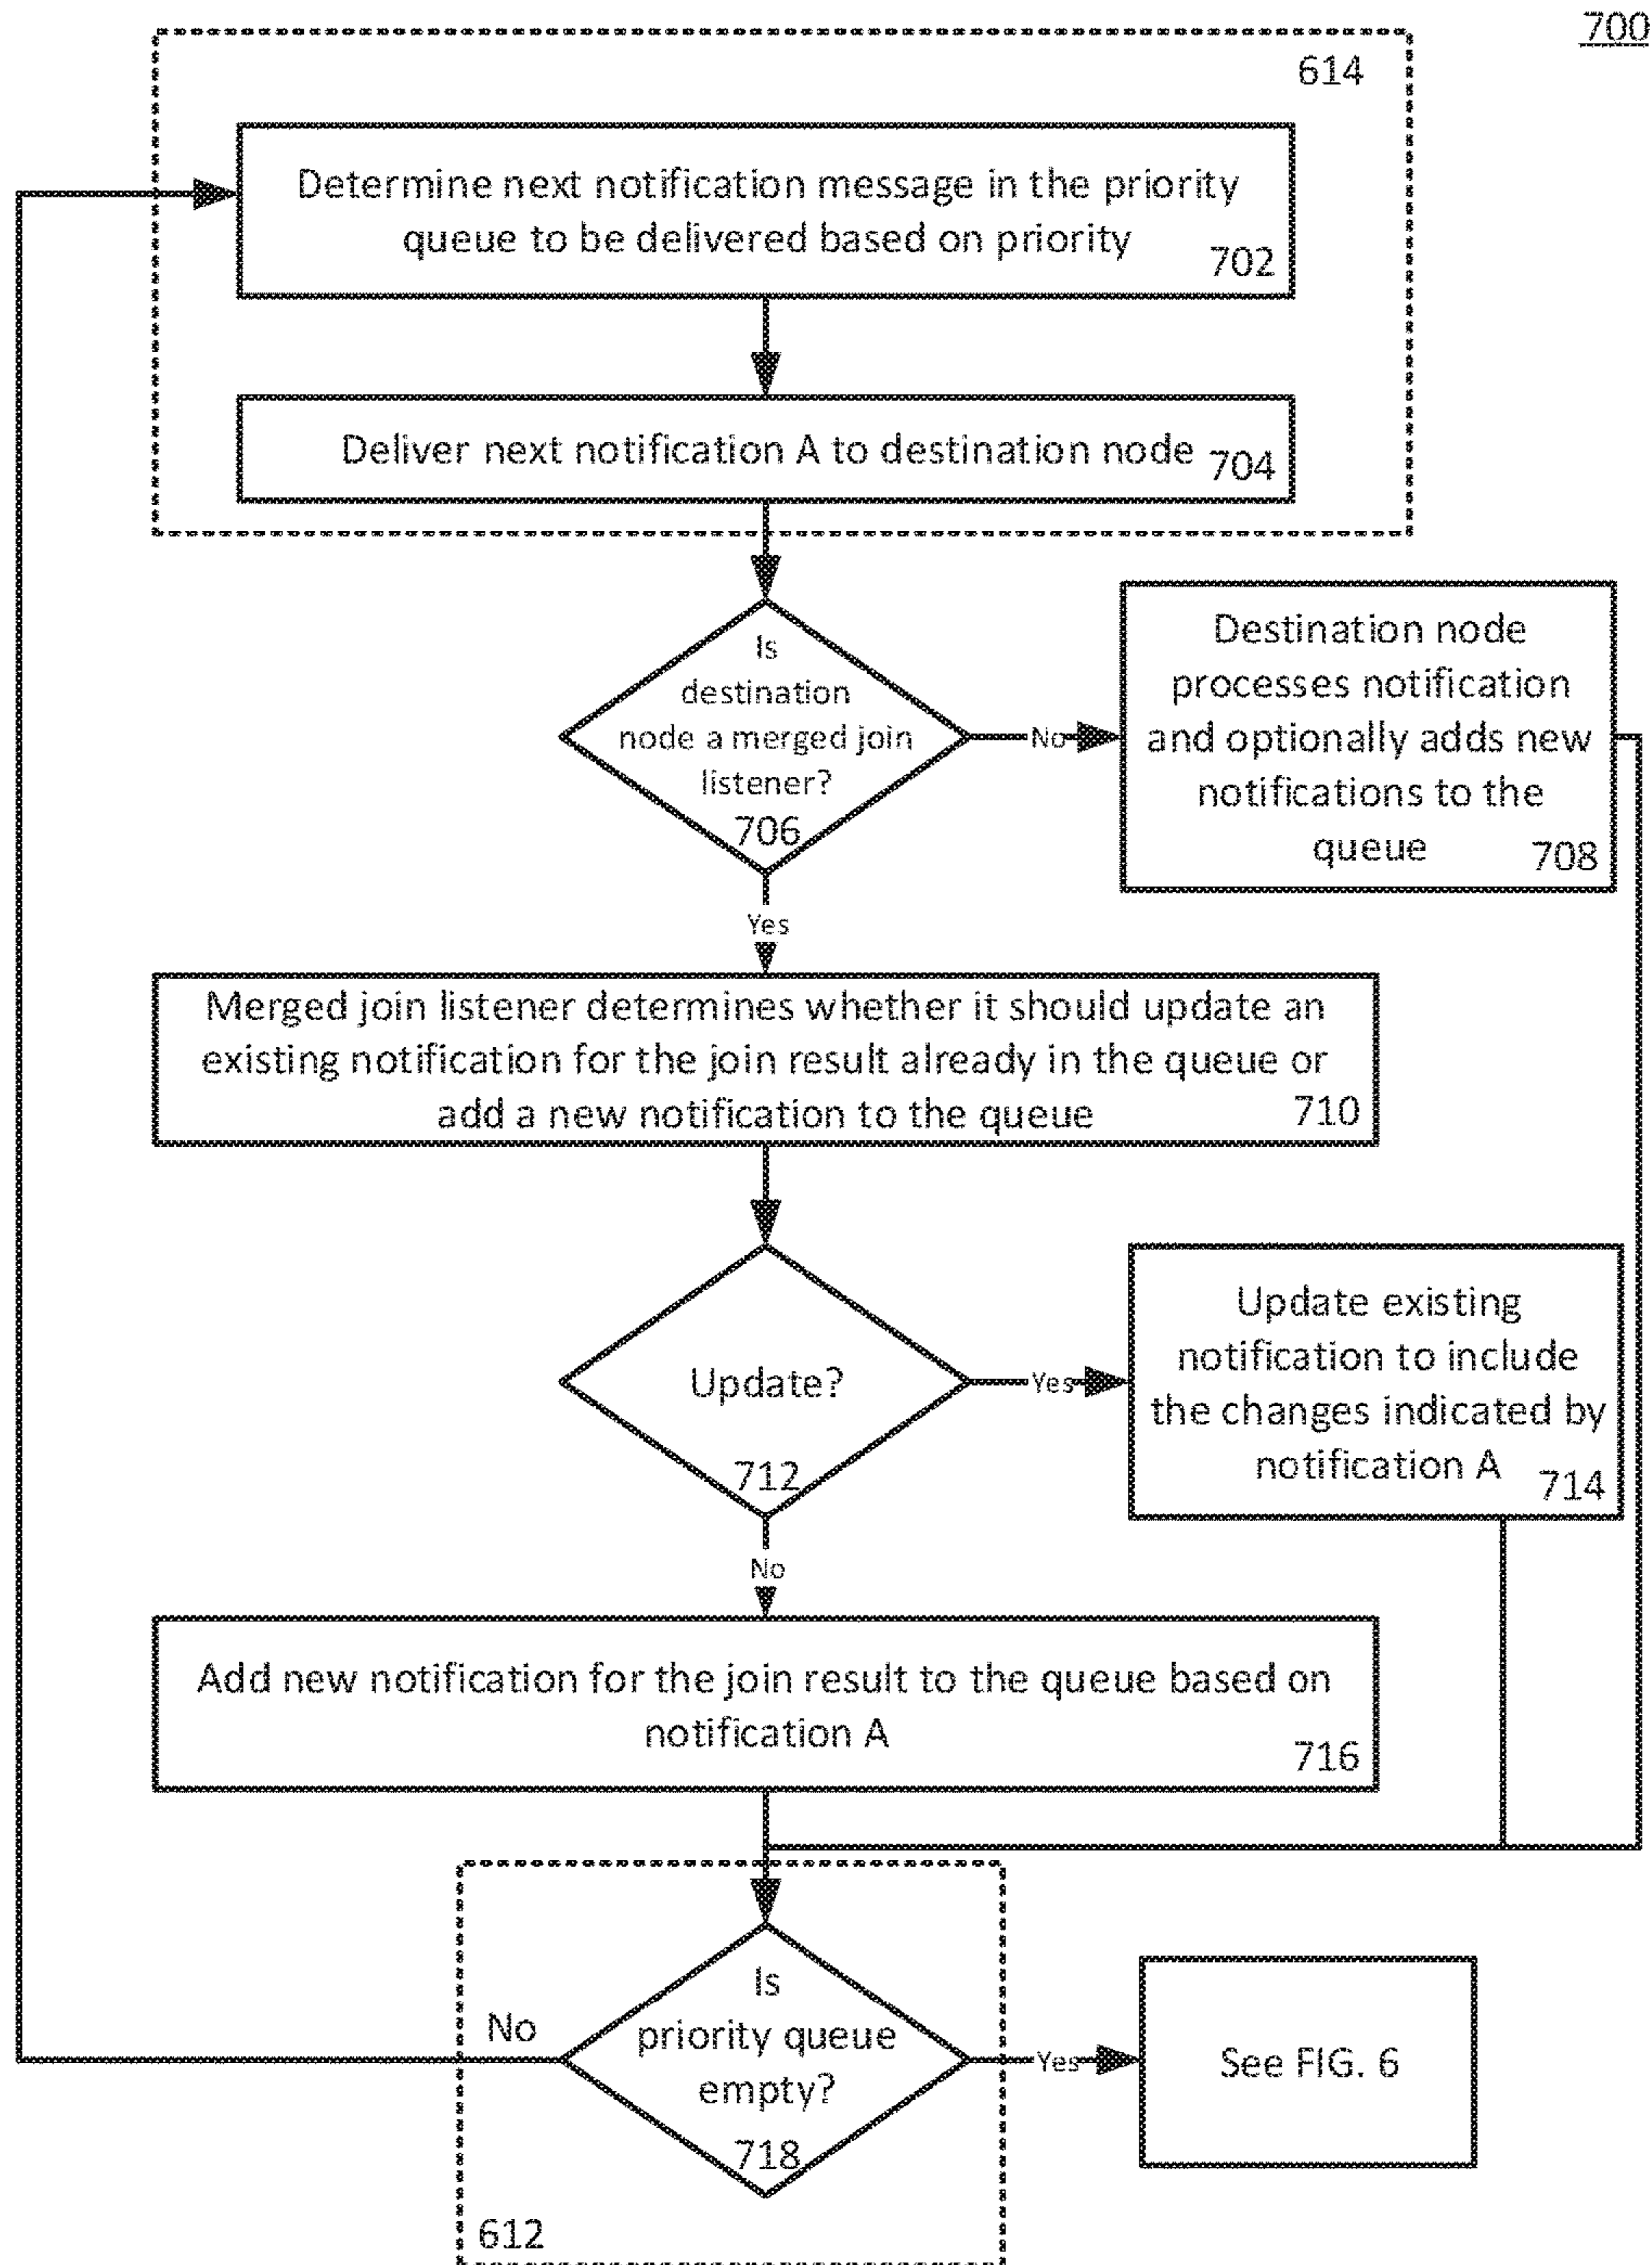 700
614
Determine next notification message in the priority
queue to be delivered based on priority
702
Deliver next notification A to destination node
704
Is
destination
node a merged join
listener?
706
No
Destination node
processes notification
and optionally adds new
notifications to the
queue
708
Yes
Merged join listener determines whether it should update an
existing notification for the join result already in the queue or
add a new notification to the queue
710
Update?
712
Yes
Update existing
notification to include
the changes indicated by
notification A
714
No
Add new notification for the join result to the queue based on
notification A
716
Is
priority queue
empty?
718
No
Yes
See FIG. 6
612